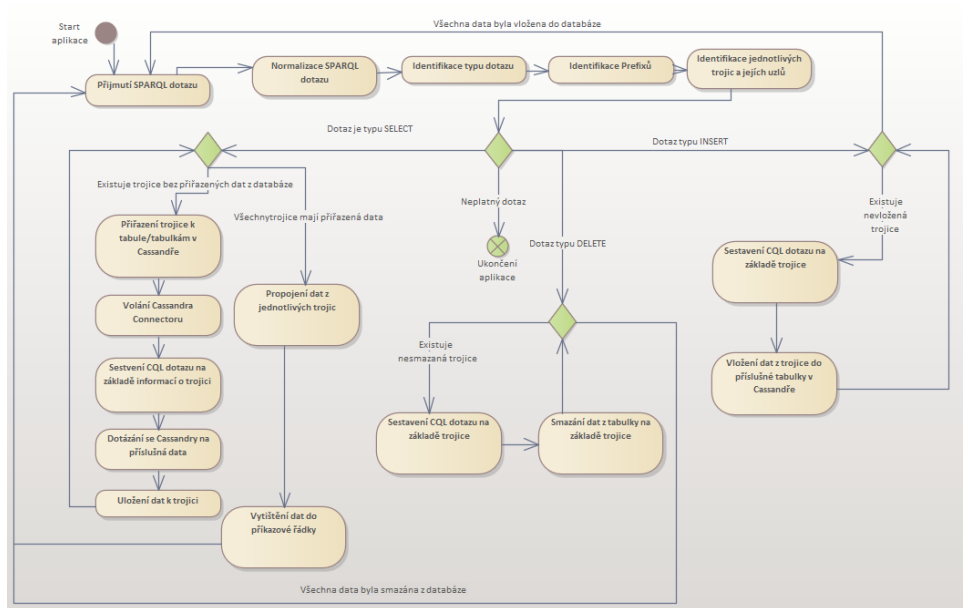 Všechna data byla vložena do databáze
Start
aplikace
Přijmutí SPARQL dotazu
Normalizace SPARQL
dotazu
Identifikace typu dotazu
Identifikace Prefixů
Identifikace jednotlivých
trojic a jejích uzlů
Dotaz je typu SELECT
Dotaz typu INSERT
Existuje trojice bez přiřazených dat z databáze
Všechnytrojice mají přiřazená data
Neplatný dotaz
Existuje
nevložená
trojice
Přiřazení trojice k
tabule/tabulkám v
Cassandře
Dotaz typu DELETE
Ukončení
aplikace
Sestavení CQL dotazu na
základě trojice
Volání Cassandra
Connectoru
Propojení dat z
jednotlivých trojic
Existuje
nesmazaná trojice
Sestvení CQL dotazu na
základě informací o trojici
Vložení dat z trojice do
příslušné tabulky v
Cassandře
Dotázání se Cassandry na
příslušná data
Sestavení CQL dotazu na
základě trojice
Smazání dat z tabulky na
základě trojice
Uložení dat k trojici
Vytištění dat do
příkazové řádky
Všechna data byla smazána z databáze